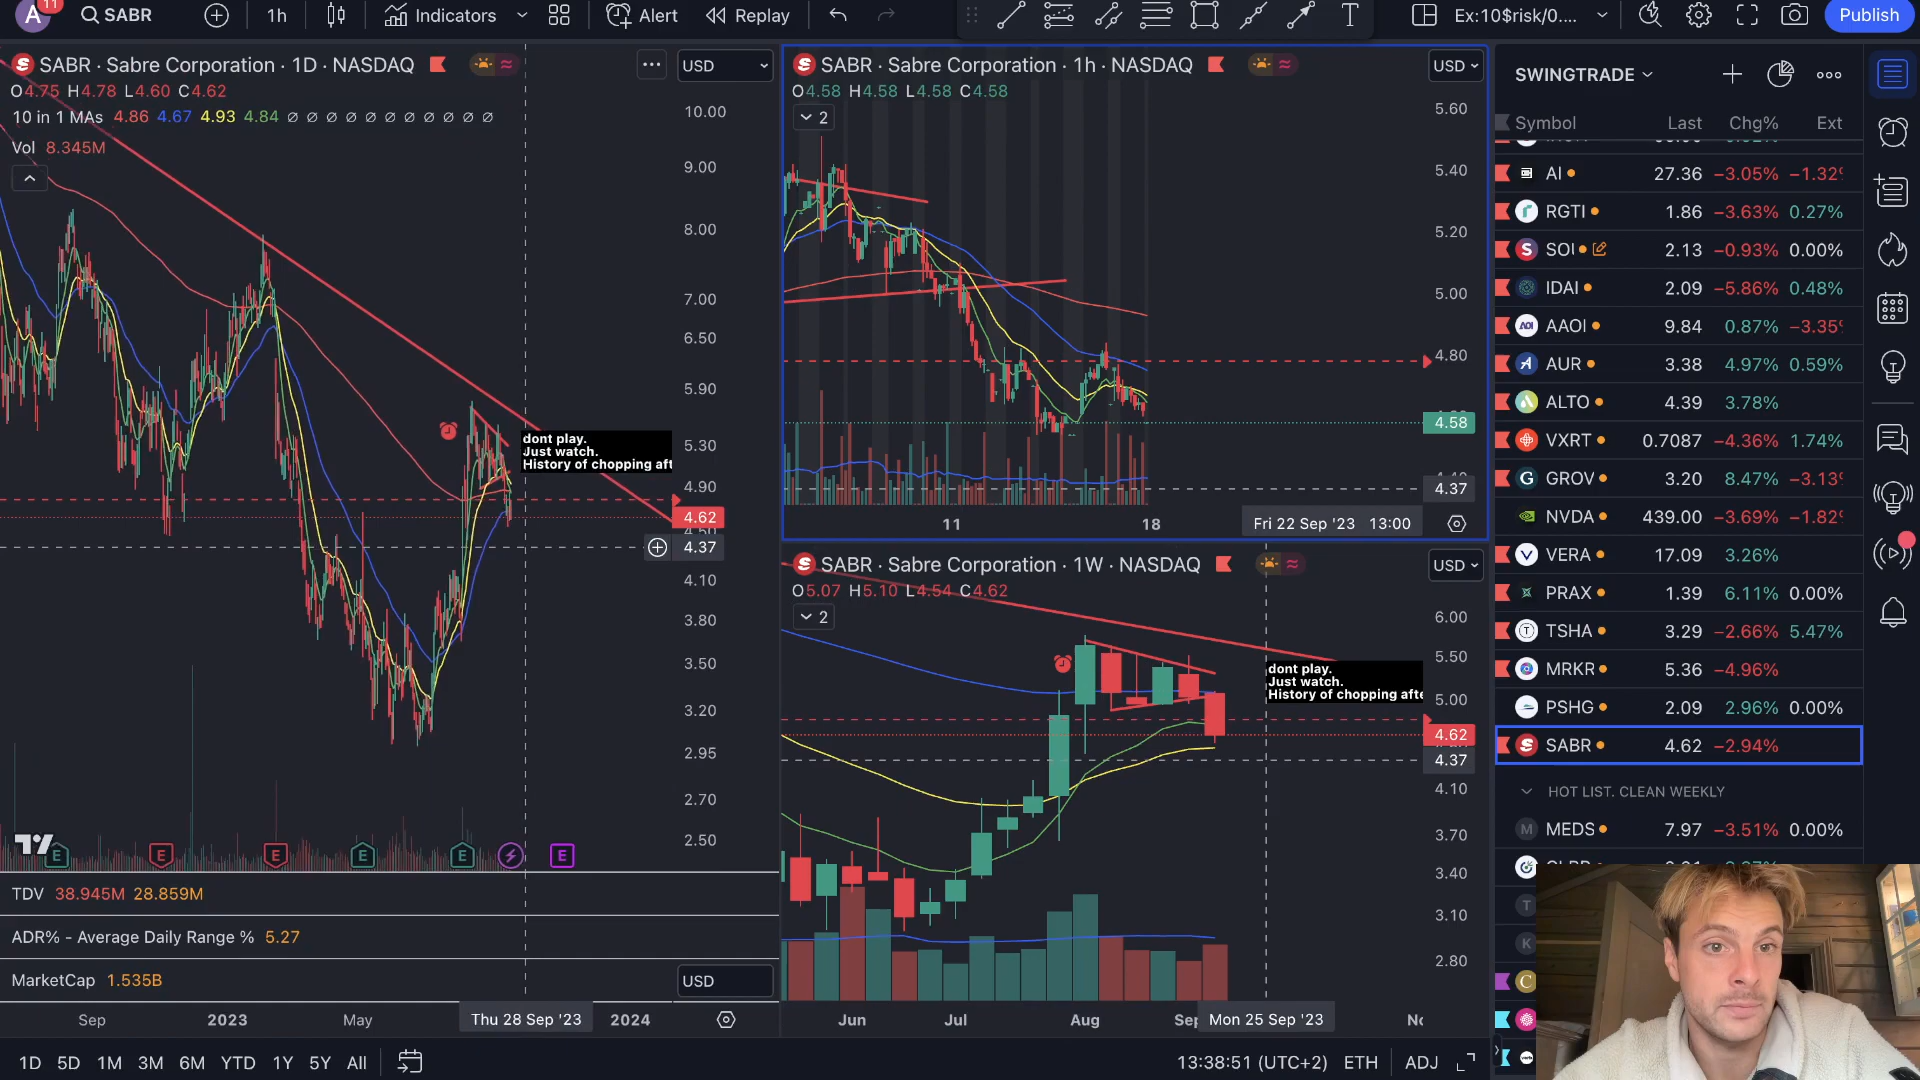 A 11
SABR
1h
Indicators
Alert
Replay
Ex:10$risk/0....
Publish
SABR · Sabre Corporation · 1D · NASDAQ
USD
O4.75 H4.78 L4.60 C4.62
10 in 1 MAs 4.86 4.67 4.93 4.84 ∅ ∅ ∅ ∅ ∅ ∅ ∅ ∅ ∅ ∅ ∅
Vol 8.345M
10.00
9.00
8.00
7.00
6.50
5.90
5.30
4.90
4.62
4.50
4.37
4.10
3.80
3.50
3.20
2.95
2.70
2.50
dont play.
Just watch.
History of chopping aft
E
E
E
E
E
E
TDV 38.945M 28.859M
ADR% - Average Daily Range % 5.27
MarketCap 1.535B
USD
Sep
2023
May
Thu 28 Sep '23
2024
SABR · Sabre Corporation · 1h · NASDAQ
USD
O4.58 H4.58 L4.58 C4.58
2
5.60
5.40
5.20
5.00
4.80
4.58
4.37
11
18
Fri 22 Sep '23 13:00
SABR · Sabre Corporation · 1W · NASDAQ
USD
O5.07 H5.10 L4.54 C4.62
2
6.00
5.50
5.00
4.62
4.37
4.10
3.70
3.40
3.10
2.80
dont play.
Just watch.
History of chopping afte
Jun
Jul
Aug
Sep
Mon 25 Sep '23
1D 5D 1M 3M 6M YTD 1Y 5Y All
13:38:51 (UTC+2) ETH ADJ
SWINGTRADE
Symbol Last Chg% Ext
AI 27.36 −3.05% −1.32
RGTI 1.86 −3.63% 0.27%
SOI 2.13 −0.93% 0.00%
IDAI 2.09 −5.86% 0.48%
AAOI 9.84 0.87% −3.35
AUR 3.38 4.97% 0.59%
ALTO 4.39 3.78%
VXRT 0.7087 −4.36% 1.74%
GROV 3.20 8.47% −3.13
NVDA 439.00 −3.69% −1.82
VERA 17.09 3.26%
PRAX 1.39 6.11% 0.00%
TSHA 3.29 −2.66% 5.47%
MRKR 5.36 −4.96%
PSHG 2.09 2.96% 0.00%
SABR 4.62 −2.94%
HOT LIST. CLEAN WEEKLY
M MEDS 7.97 −3.51% 0.00%
T
K
C